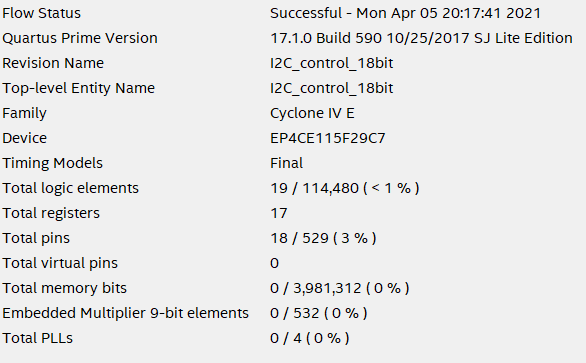 Flow Status Successful - Mon Apr 05 20:17:41 2021
Quartus Prime Version 17.1.0 Build 590 10/25/2017 SJ Lite Edition
Revision Name I2C_control_18bit
Top-level Entity Name I2C_control_18bit
Family Cyclone IV E
Device EP4CE115F29C7
Timing Models Final
Total logic elements 19 / 114,480 ( < 1 % )
Total registers 17
Total pins 18 / 529 ( 3 % )
Total virtual pins 0
Total memory bits 0 / 3,981,312 ( 0 % )
Embedded Multiplier 9-bit elements 0 / 532 ( 0 % )
Total PLLs 0 / 4 ( 0 % )